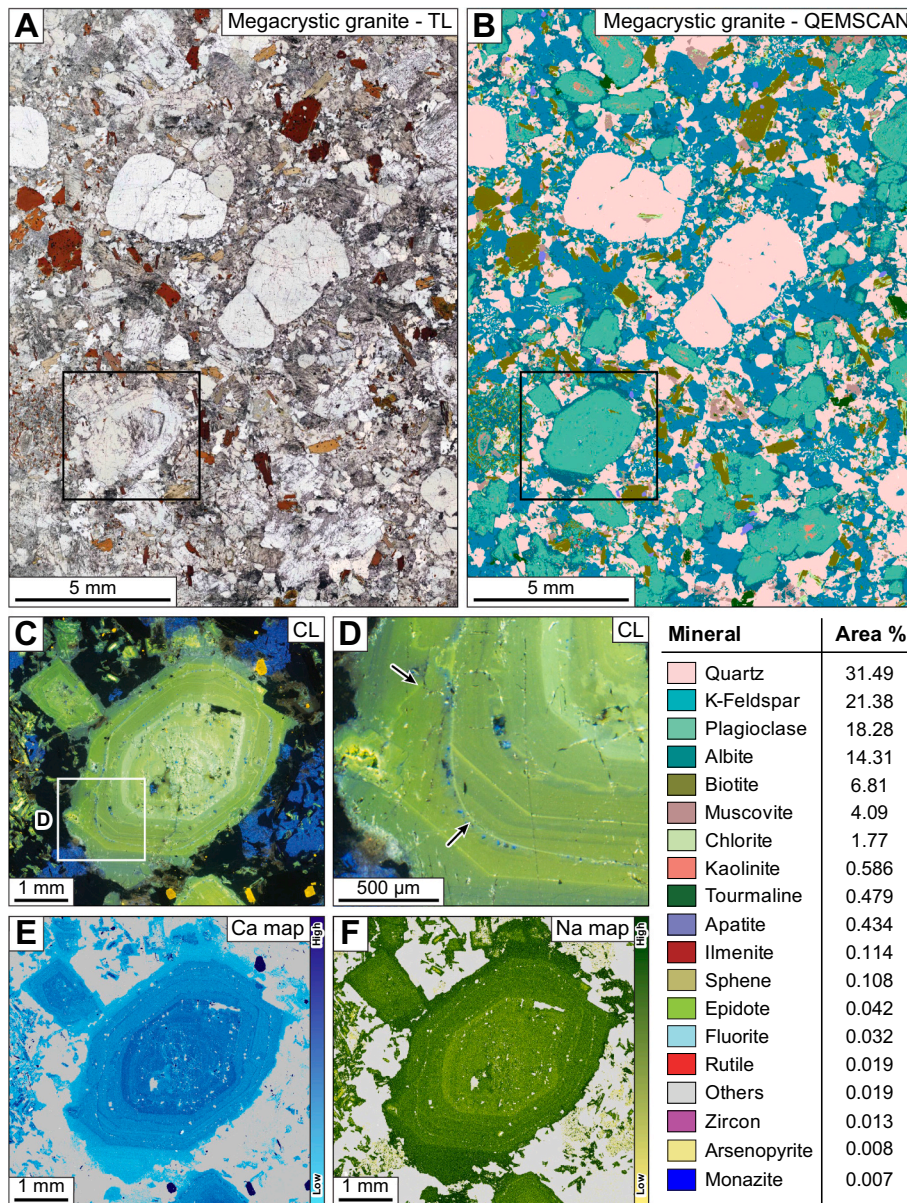 A
Megacrystic granite - TL
5 mm
B
Megacrystic granite - QEMSCAN
5 mm
C
CL
D
1 mm
D
CL
500 µm
E
Ca map
High
Low
1 mm
F
Na map
High
Low
1 mm
Mineral Area %
Quartz 31.49
K-Feldspar 21.38
Plagioclase 18.28
Albite 14.31
Biotite 6.81
Muscovite 4.09
Chlorite 1.77
Kaolinite 0.586
Tourmaline 0.479
Apatite 0.434
Ilmenite 0.114
Sphene 0.108
Epidote 0.042
Fluorite 0.032
Rutile 0.019
Others 0.019
Zircon 0.013
Arsenopyrite 0.008
Monazite 0.007